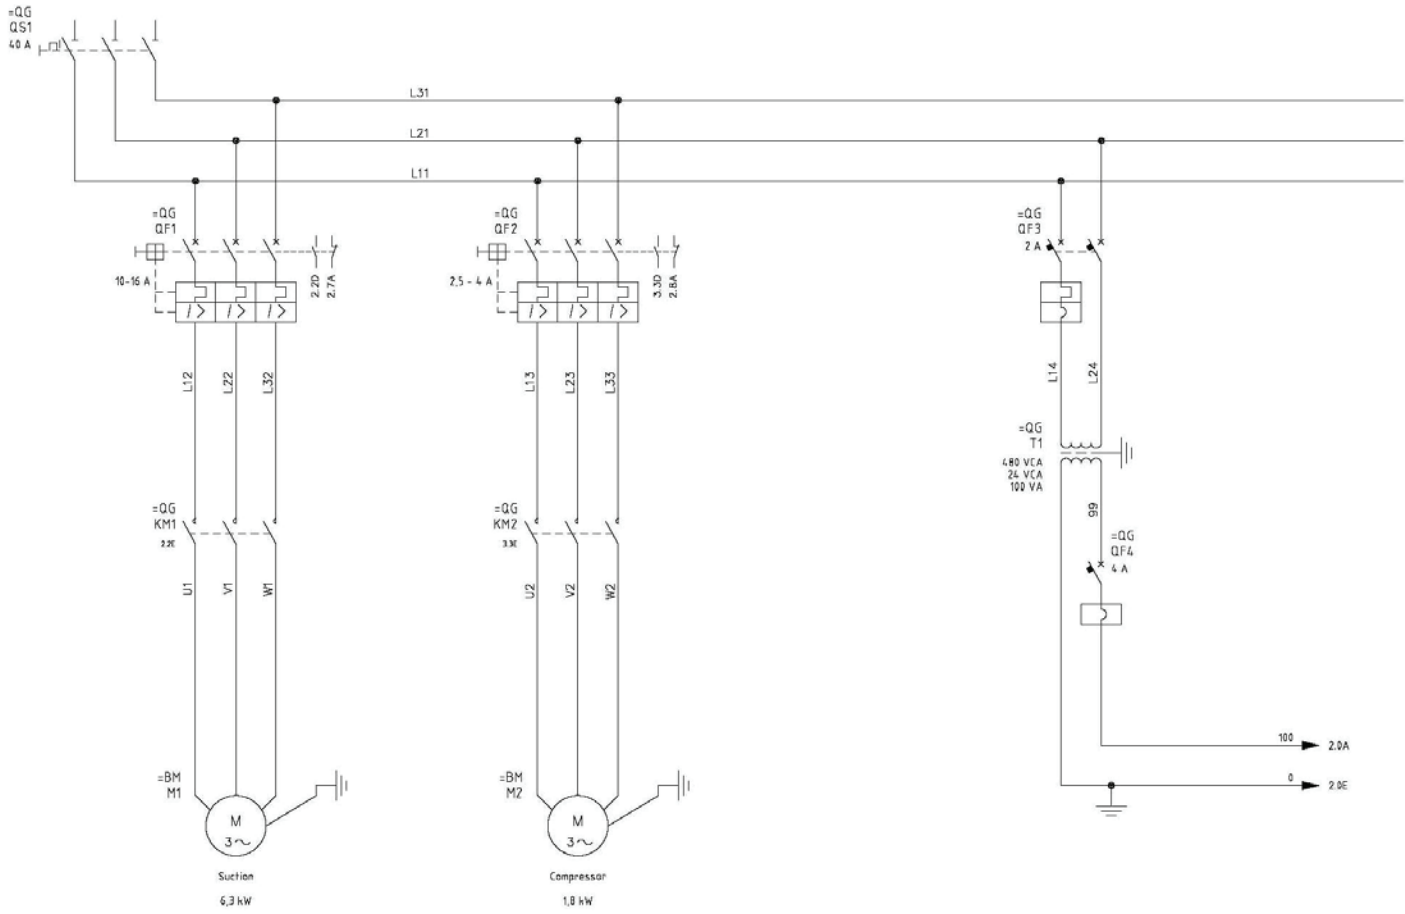 =QG
QS1
40 A
L31
L21
L11
=QG
QF1
10-16 A
2.2D
2.7A
=QG
QF2
2,5 - 4 A
3.3D
2.8A
=QG
QF3
2 A
L12
L22
L32
L13
L23
L33
L14
L24
=QG
T1
480 VCA
24 VCA
100 VA
99
=QG
KM1
2.2E
=QG
KM2
3.3E
=QG
QF4
4 A
U1
V1
W1
U2
V2
W2
100
2.0A
0
2.0E
=BM
M1
M
3~
=BM
M2
M
3~
Suction
6,3 kW
Compressor
1,8 kW